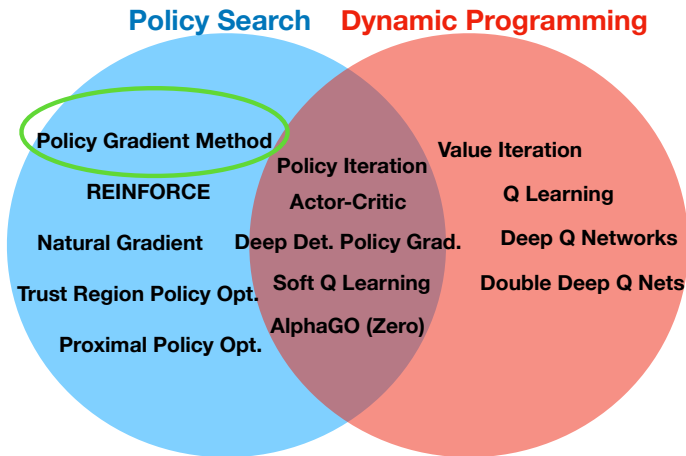 Policy Search
Dynamic Programming
Policy Gradient Method
REINFORCE
Natural Gradient
Trust Region Policy Opt.
Proximal Policy Opt.
Policy Iteration
Actor-Critic
Deep Det. Policy Grad.
Soft Q Learning
AlphaGO (Zero)
Value Iteration
Q Learning
Deep Q Networks
Double Deep Q Nets